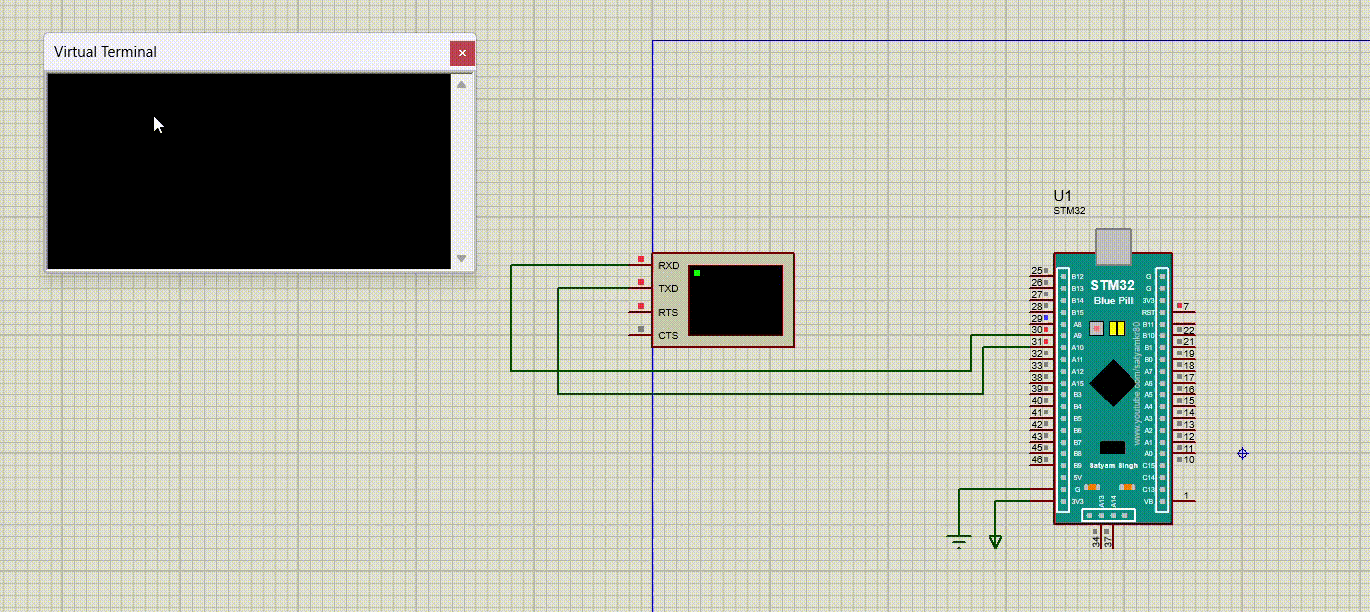 Virtual Terminal
U1
STM32
RXD
TXD
RTS
CTS
STM32
Blue Pill
25 B12
26 B13
27 B14
28 B15
29 A8
30 A9
31 A10
32 A11
33 A12
38 A15
39 B3
40 B4
41 B5
42 B6
43 B7
45 B8
46 B9
5V
G
3V3
G
G
3V3
RST 7
B11
B10 22
B1 21
B0 19
A7 18
A6 17
A5 16
A4 15
A3 14
A2 13
A1 12
A0 11
C15 10
C14
C13
VB 1
www.youtube.com/satyamkr80
Satyam Singh
A13
A14
34
37